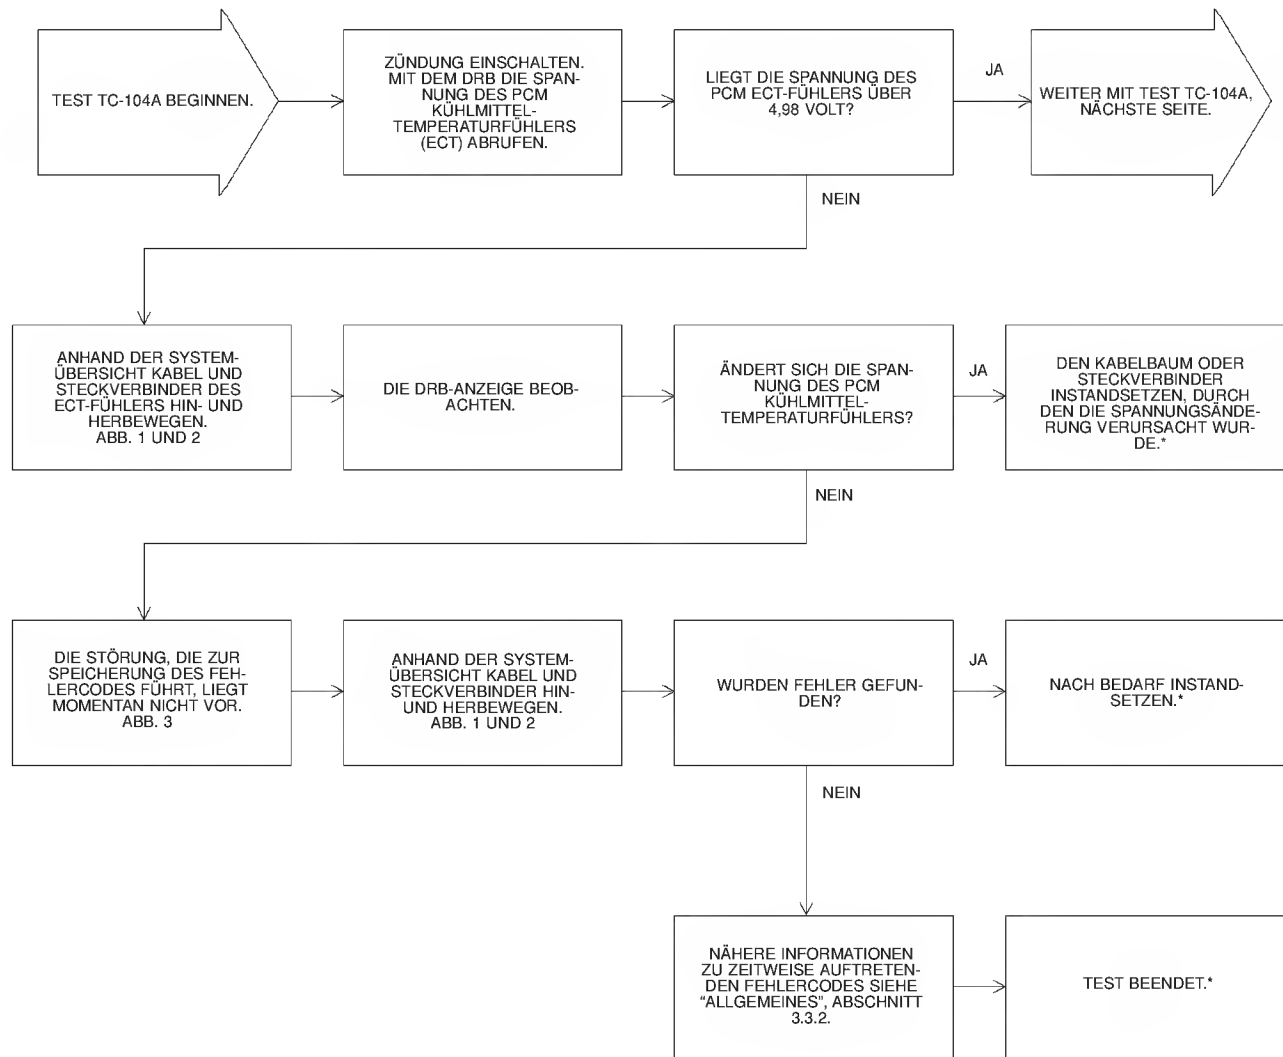 TEST TC-104A BEGINNEN.
ZÜNDUNG EINSCHALTEN.
MIT DEM DRB DIE SPAN-
NUNG DES PCM
KÜHLMITTEL-
TEMPERATURFÜHLERS
(ECT) ABRUFEN.
LIEGT DIE SPANNUNG DES
PCM ECT-FÜHLERS ÜBER
4,98 VOLT?
JA
WEITER MIT TEST TC-104A,
NÄCHSTE SEITE.
NEIN
ANHAND DER SYSTEM-
ÜBERSICHT KABEL UND
STECKVERBINDER DES
ECT-FÜHLERS HIN- UND
HERBEWEGEN.
ABB. 1 UND 2
DIE DRB-ANZEIGE BEOB-
ACHTEN.
ÄNDERT SICH DIE SPAN-
NUNG DES PCM
KÜHLMITTEL-
TEMPERATURFÜHLERS?
JA
DEN KABELBAUM ODER
STECKVERBINDER
INSTANDSETZEN, DURCH
DEN DIE SPANNUNGSÄNDE-
RUNG VERURSACHT WUR-
DE.*
NEIN
DIE STÖRUNG, DIE ZUR
SPEICHERUNG DES FEH-
LERCODES FÜHRT, LIEGT
MOMENTAN NICHT VOR.
ABB. 3
ANHAND DER SYSTEM-
ÜBERSICHT KABEL UND
STECKVERBINDER HIN-
UND HERBEWEGEN.
ABB. 1 UND 2
WURDEN FEHLER GEFUN-
DEN?
JA
NACH BEDARF INSTAND-
SETZEN.*
NEIN
NÄHERE INFORMATIONEN
ZU ZEITWEISE AUFTRETEN-
DEN FEHLERCODES SIEHE
“ALLGEMEINES”, ABSCHNITT
3.3.2.
TEST BEENDET.*